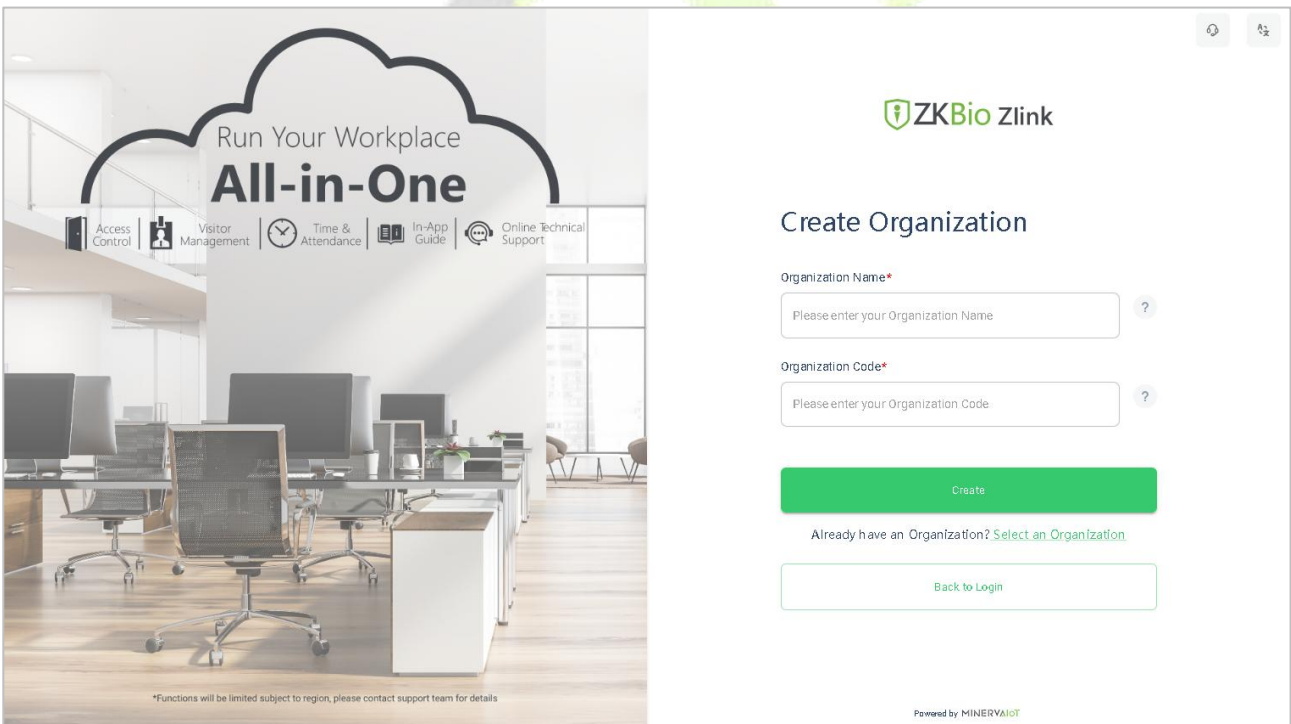 Run Your Workplace
All-in-One
Access Control
Visitor Management
Time & Attendance
In-App Guide
Online Technical Support
*Functions will be limited subject to region, please contact support team for details
ZKBio Zlink
Create Organization
Organization Name*
Please enter your Organization Name
?
Organization Code*
Please enter your Organization Code
?
Create
Already have an Organization? Select an Organization
Back to Login
Powered by MINERVAIoT